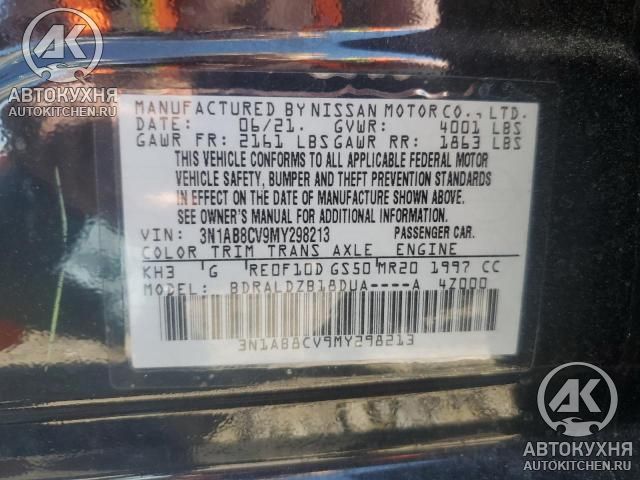 AK
АВТОКУХНЯ
AUTOKITCHEN.RU
MANUFACTURED BY NISSAN MOTOR CO., LTD.
DATE: 06/21. GVWR: 4001 LBS
GAWR FR: 2161 LBS GAWR RR: 1863 LBS
THIS VEHICLE CONFORMS TO ALL APPLICABLE FEDERAL MOTOR
VEHICLE SAFETY, BUMPER AND THEFT PREVENTION STANDARDS
IN EFFECT ON THE DATE OF MANUFACTURE SHOWN ABOVE.
SEE OWNER'S MANUAL FOR ADDITIONAL INFORMATION.
VIN: 3N1AB8CV9MY298213 PASSENGER CAR.
COLOR TRIM TRANS AXLE ENGINE
KH3 G RE0F10D GS50 MR20 1997 CC
MODEL: BDRALDZB18DUA----A 4Z000
3N1AB8CV9MY298213
AK
АВТОКУХНЯ
AUTOKITCHEN.RU